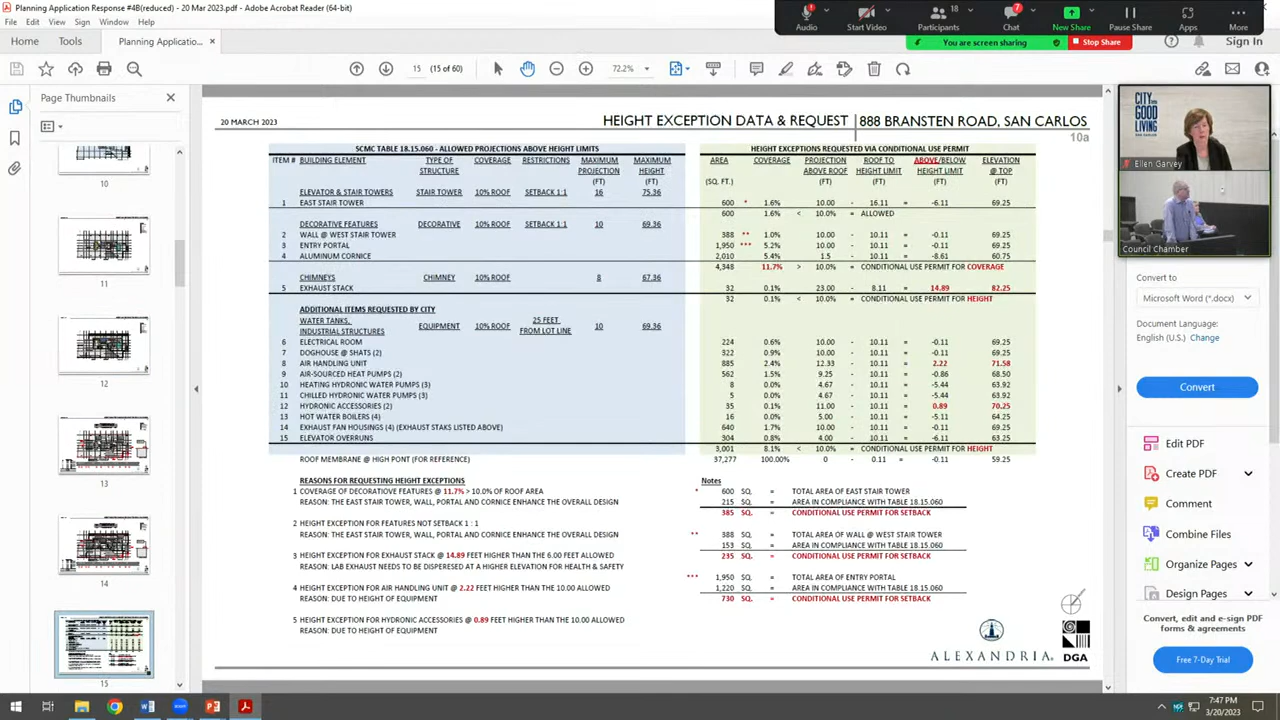 Planning Application Response #4B(reduced) - 20 Mar 2023.pdf - Adobe Acrobat Reader (64-bit)
File Edit View Sign Window Help
Home Tools Planning Applicatio... ×
Audio Start Video Participants 18 Chat 7 New Share Pause Share Apps More
You are screen sharing Stop Share
Sign In
15 (15 of 60) 72.2%
Page Thumbnails
10
11
12
13
14
15
20 MARCH 2023
HEIGHT EXCEPTION DATA & REQUEST 888 BRANSTEN ROAD, SAN CARLOS
10a
SCMC TABLE 18.15.060 - ALLOWED PROJECTIONS ABOVE HEIGHT LIMITS HEIGHT EXCEPTIONS REQUESTED VIA CONDITIONAL USE PERMIT
ITEM # BUILDING ELEMENT TYPE OF STRUCTURE COVERAGE RESTRICTIONS MAXIMUM PROJECTION (FT) MAXIMUM HEIGHT (FT) AREA (SQ. FT.) COVERAGE PROJECTION ABOVE ROOF (FT) ROOF TO HEIGHT LIMIT (FT) ABOVE/BELOW HEIGHT LIMIT (FT) ELEVATION @ TOP (FT)
ELEVATOR & STAIR TOWERS STAIR TOWER 10% ROOF SETBACK 1:1 16 75.36
1 EAST STAIR TOWER 600 * 1.6% 10.00 - 16.11 = -6.11 69.25
600 1.6% < 10.0% = ALLOWED
DECORATIVE FEATURES DECORATIVE 10% ROOF SETBACK 1:1 10 69.36
2 WALL @ WEST STAIR TOWER 388 ** 1.0% 10.00 - 10.11 = -0.11 69.25
3 ENTRY PORTAL 1,950 *** 5.2% 10.00 - 10.11 = -0.11 69.25
4 ALUMINUM CORNICE 2,010 5.4% 1.5 - 10.11 = -8.61 60.75
4,348 11.7% > 10.0% = CONDITIONAL USE PERMIT FOR COVERAGE
CHIMNEYS CHIMNEY 10% ROOF 8 67.36
5 EXHAUST STACK 32 0.1% 23.00 - 8.11 = 14.89 82.25
32 0.1% < 10.0% = CONDITIONAL USE PERMIT FOR HEIGHT
ADDITIONAL ITEMS REQUESTED BY CITY
WATER TANKS, INDUSTRIAL STRUCTURES EQUIPMENT 10% ROOF 25 FEET FROM LOT LINE 10 69.36
6 ELECTRICAL ROOM 224 0.6% 10.00 - 10.11 = -0.11 69.25
7 DOGHOUSE @ SHATS (2) 322 0.9% 10.00 - 10.11 = -0.11 69.25
8 AIR HANDLING UNIT 885 2.4% 12.33 - 10.11 = 2.22 71.58
9 AIR-SOURCED HEAT PUMPS (2) 562 1.5% 9.25 - 10.11 = -0.86 68.50
10 HEATING HYDRONIC WATER PUMPS (3) 8 0.0% 4.67 - 10.11 = -5.44 63.92
11 CHILLED HYDRONIC WATER PUMPS (3) 5 0.0% 4.67 - 10.11 = -5.44 63.92
12 HYDRONIC ACCESSORIES (2) 35 0.1% 11.00 - 10.11 = 0.89 70.25
13 HOT WATER BOILERS (4) 16 0.0% 5.00 - 10.11 = -5.11 64.25
14 EXHAUST FAN HOUSINGS (4) (EXHAUST STAKS LISTED ABOVE) 640 1.7% 10.00 - 10.11 = -0.11 69.25
15 ELEVATOR OVERRUNS 304 0.8% 4.00 - 10.11 = -6.11 63.25
3,001 8.1% < 10.0% = CONDITIONAL USE PERMIT FOR HEIGHT
ROOF MEMBRANE @ HIGH PONT (FOR REFERENCE) 37,277 100.00% 0 - 0.11 = -0.11 59.25
REASONS FOR REQUESTING HEIGHT EXCEPTIONS
1 COVERAGE OF DECORATIOVE FEATURES @ 11.7% > 10.0% OF ROOF AREA
REASON: THE EAST STAIR TOWER, WALL, PORTAL AND CORNICE ENHANCE THE OVERALL DESIGN
2 HEIGHT EXCEPTION FOR FEATURES NOT SETBACK 1 : 1
REASON: THE EAST STAIR TOWER, WALL, PORTAL AND CORNICE ENHANCE THE OVERALL DESIGN
3 HEIGHT EXCEPTION FOR EXHAUST STACK @ 14.89 FEET HIGHER THAN THE 6.00 FEET ALLOWED
REASON: LAB EXHAUST NEEDS TO BE DISPERESED AT A HIGHER ELEVATION FOR HEALTH & SAFETY
4 HEIGHT EXCEPTION FOR AIR HANDLING UNIT @ 2.22 FEET HIGHER THAN THE 10.00 ALLOWED
REASON: DUE TO HEIGHT OF EQUIPMENT
5 HEIGHT EXCEPTION FOR HYDRONIC ACCESSORIES @ 0.89 FEET HIGHER THAN THE 10.00 ALLOWED
REASON: DUE TO HEIGHT OF EQUIPMENT
Notes
* 600 SQ. = TOTAL AREA OF EAST STAIR TOWER
215 SQ. = AREA IN COMPLIANCE WITH TABLE 18.15.060
385 SQ. = CONDITIONAL USE PERMIT FOR SETBACK
** 388 SQ. = TOTAL AREA OF WALL @ WEST STAIR TOWER
153 SQ. = AREA IN COMPLIANCE WITH TABLE 18.15.060
235 SQ. = CONDITIONAL USE PERMIT FOR SETBACK
*** 1,950 SQ. = TOTAL AREA OF ENTRY PORTAL
1,220 SQ. = AREA IN COMPLIANCE WITH TABLE 18.15.060
730 SQ. = CONDITIONAL USE PERMIT FOR SETBACK
ALEXANDRIA. DGA
CITY OF GOOD LIVING
Ellen Garvey
Council Chamber
Convert to
Microsoft Word (*.docx)
Document Language:
English (U.S.) Change
Convert
Edit PDF
Create PDF
Comment
Combine Files
Organize Pages
Design Pages
Convert, edit and e-sign PDF
forms & agreements
Free 7-Day Trial
7:47 PM
3/20/2023